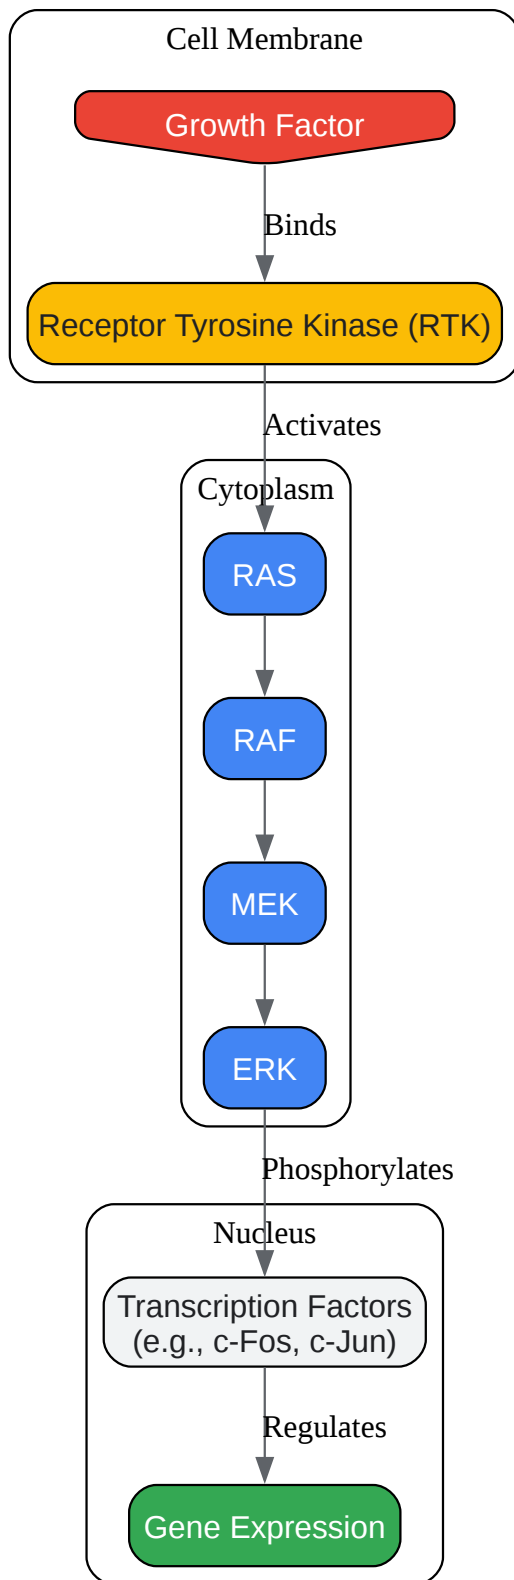 Cell Membrane
Growth Factor
Binds
Receptor Tyrosine Kinase (RTK)
Activates
Cytoplasm
RAS
RAF
MEK
ERK
Phosphorylates
Nucleus
Transcription Factors
(e.g., c-Fos, c-Jun)
Regulates
Gene Expression